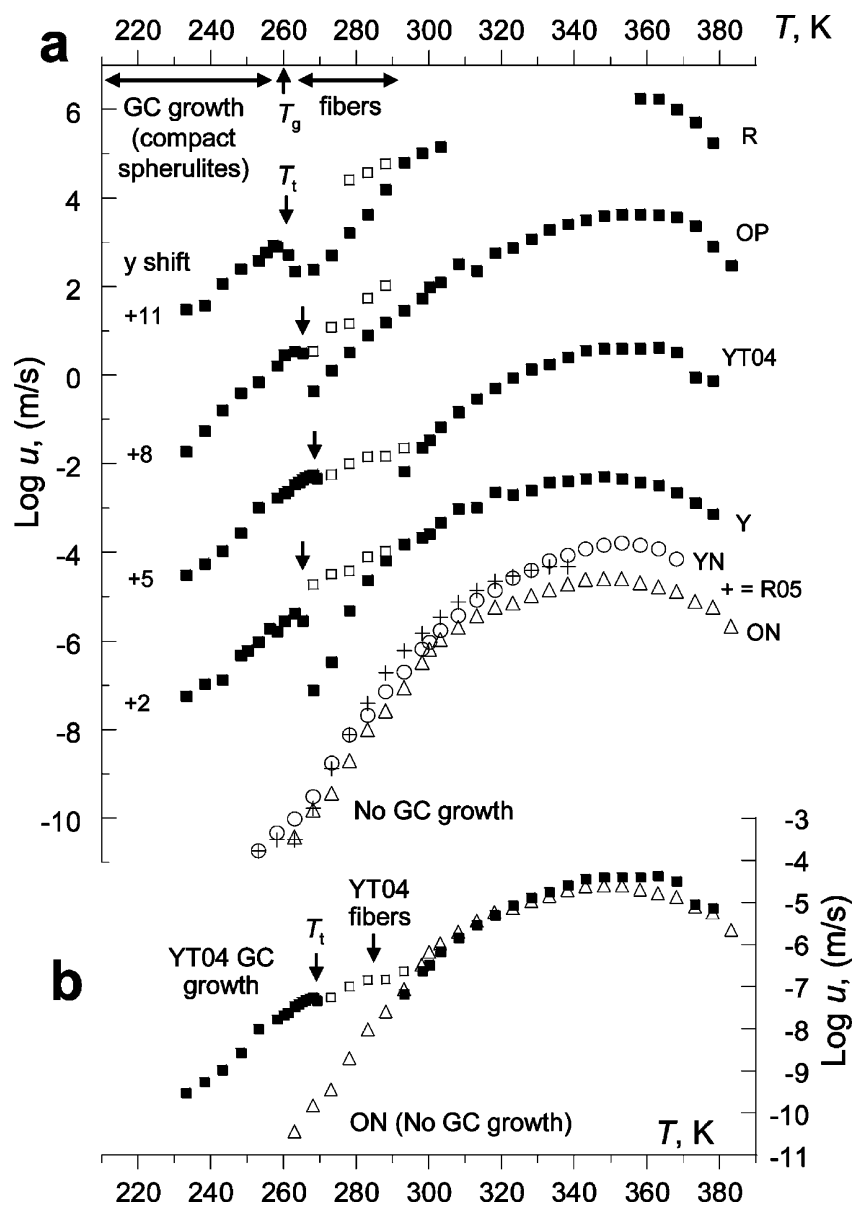 a
220 240 260 280 300 320 340 360 380 T, K
GC growth
(compact
spherulites)
Tg
fibers
Tt
y shift
+11
+8
+5
+2
R
OP
YT04
Y
YN
+ = R05
ON
6
4
2
0
-2
-4
-6
-8
-10
Log u, (m/s)
No GC growth
b
YT04 GC
growth
Tt
YT04
fibers
ON (No GC growth)
T, K
-3
-4
-5
-6
-7
-8
-9
-10
-11
Log u, (m/s)
220 240 260 280 300 320 340 360 380